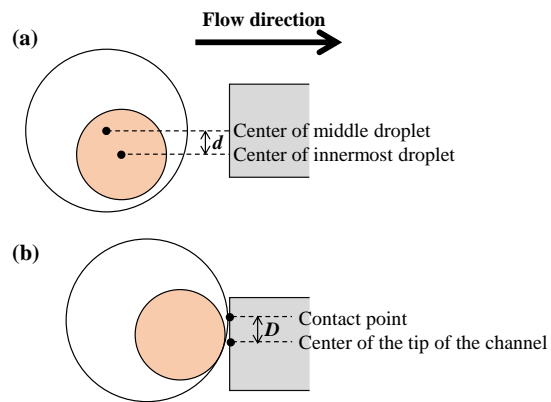 Flow direction
(a)
Center of middle droplet
d
Center of innermost droplet
(b)
Contact point
D
Center of the tip of the channel